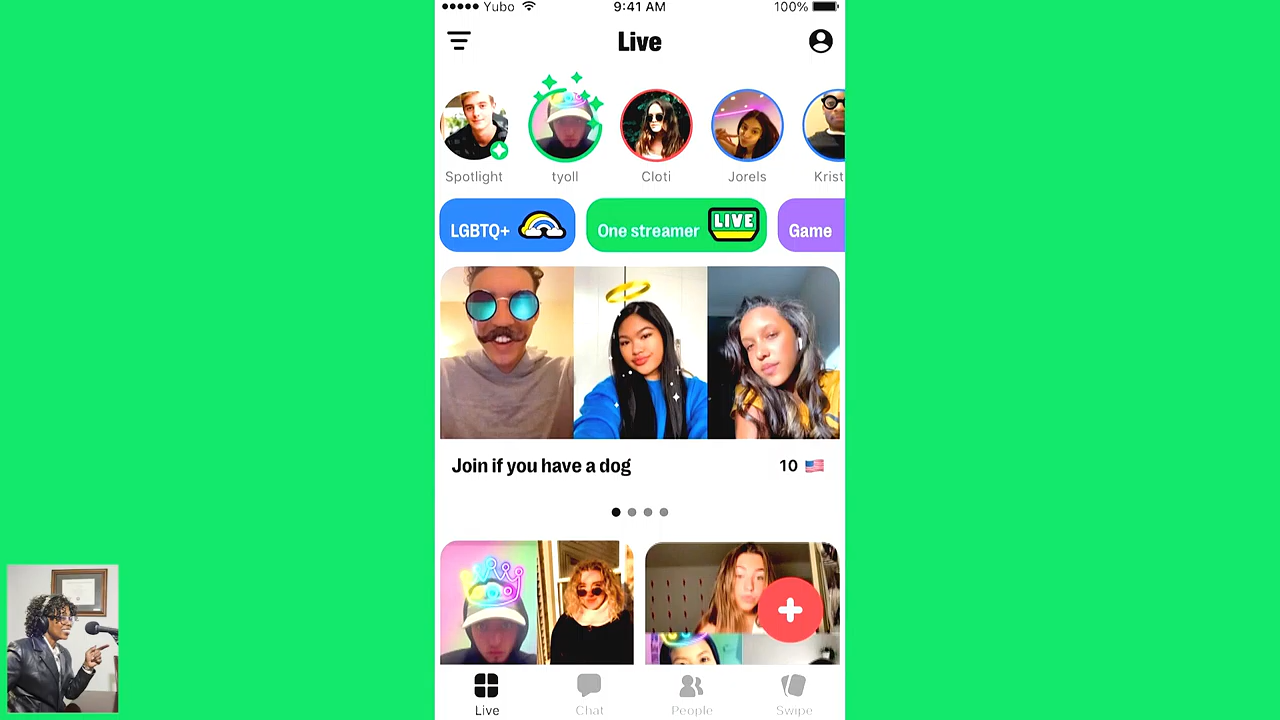 Yubo 9:41 AM 100%
Live
Spotlight tyoll Cloti Jorels Krist
LGBTQ+ One streamer LIVE Game
Join if you have a dog 10
Live Chat People Swipe